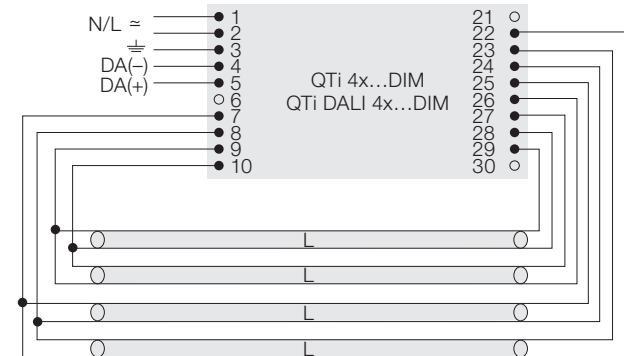 N/L ≃
DA(–)
DA(+)
1
2
3
4
5
6
7
8
9
10
QTi 4x…DIM
QTi DALI 4x…DIM
21
22
23
24
25
26
27
28
29
30
L
L
L
L